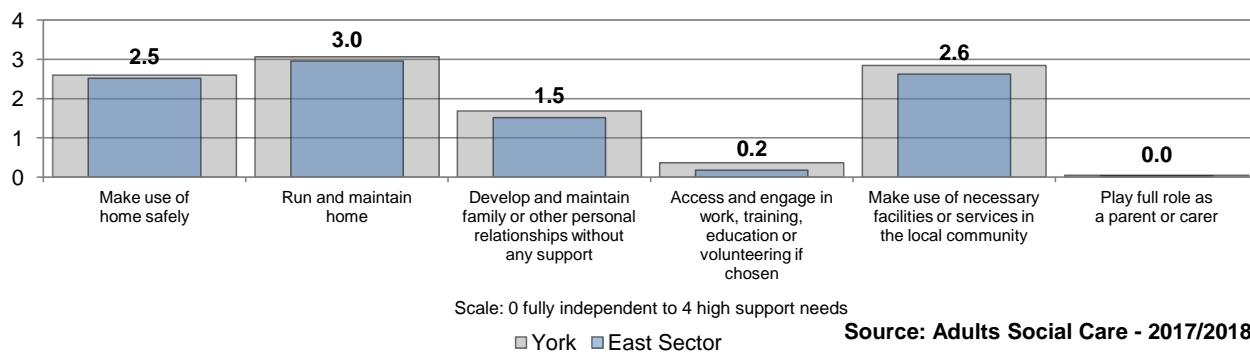 4
3
2
1
0
2.5
3.0
1.5
0.2
2.6
0.0
Make use of
home safely
Run and maintain
home
Develop and maintain
family or other personal
relationships without
any support
Access and engage in
work, training,
education or
volunteering if
chosen
Make use of necessary
facilities or services in
the local community
Play full role as
a parent or carer
Scale: 0 fully independent to 4 high support needs
York East Sector
Source: Adults Social Care - 2017/2018